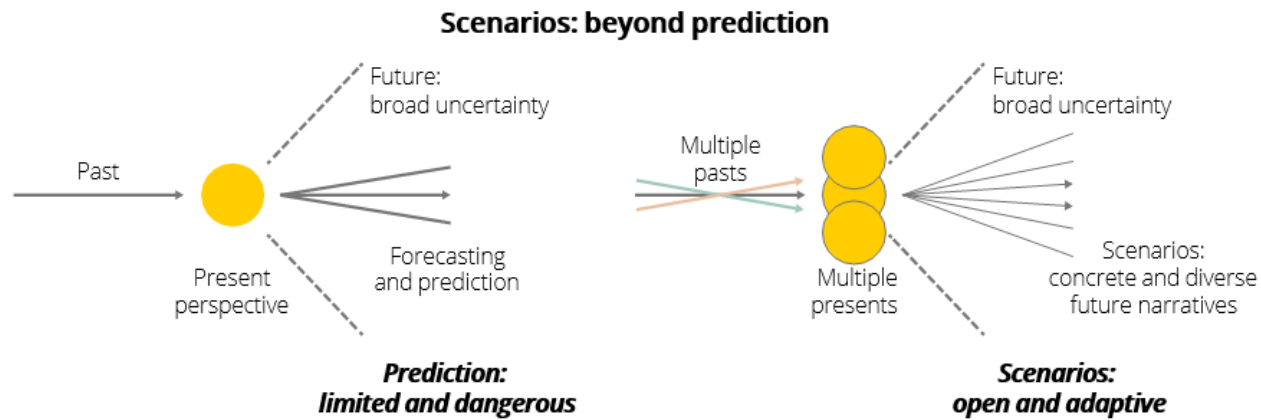 Scenarios: beyond prediction
Future:
broad uncertainty
Past
Forecasting
and prediction
Present
perspective
Prediction:
limited and dangerous
Future:
broad uncertainty
Multiple
pasts
Multiple
presents
Scenarios:
concrete and diverse
future narratives
Scenarios:
open and adaptive